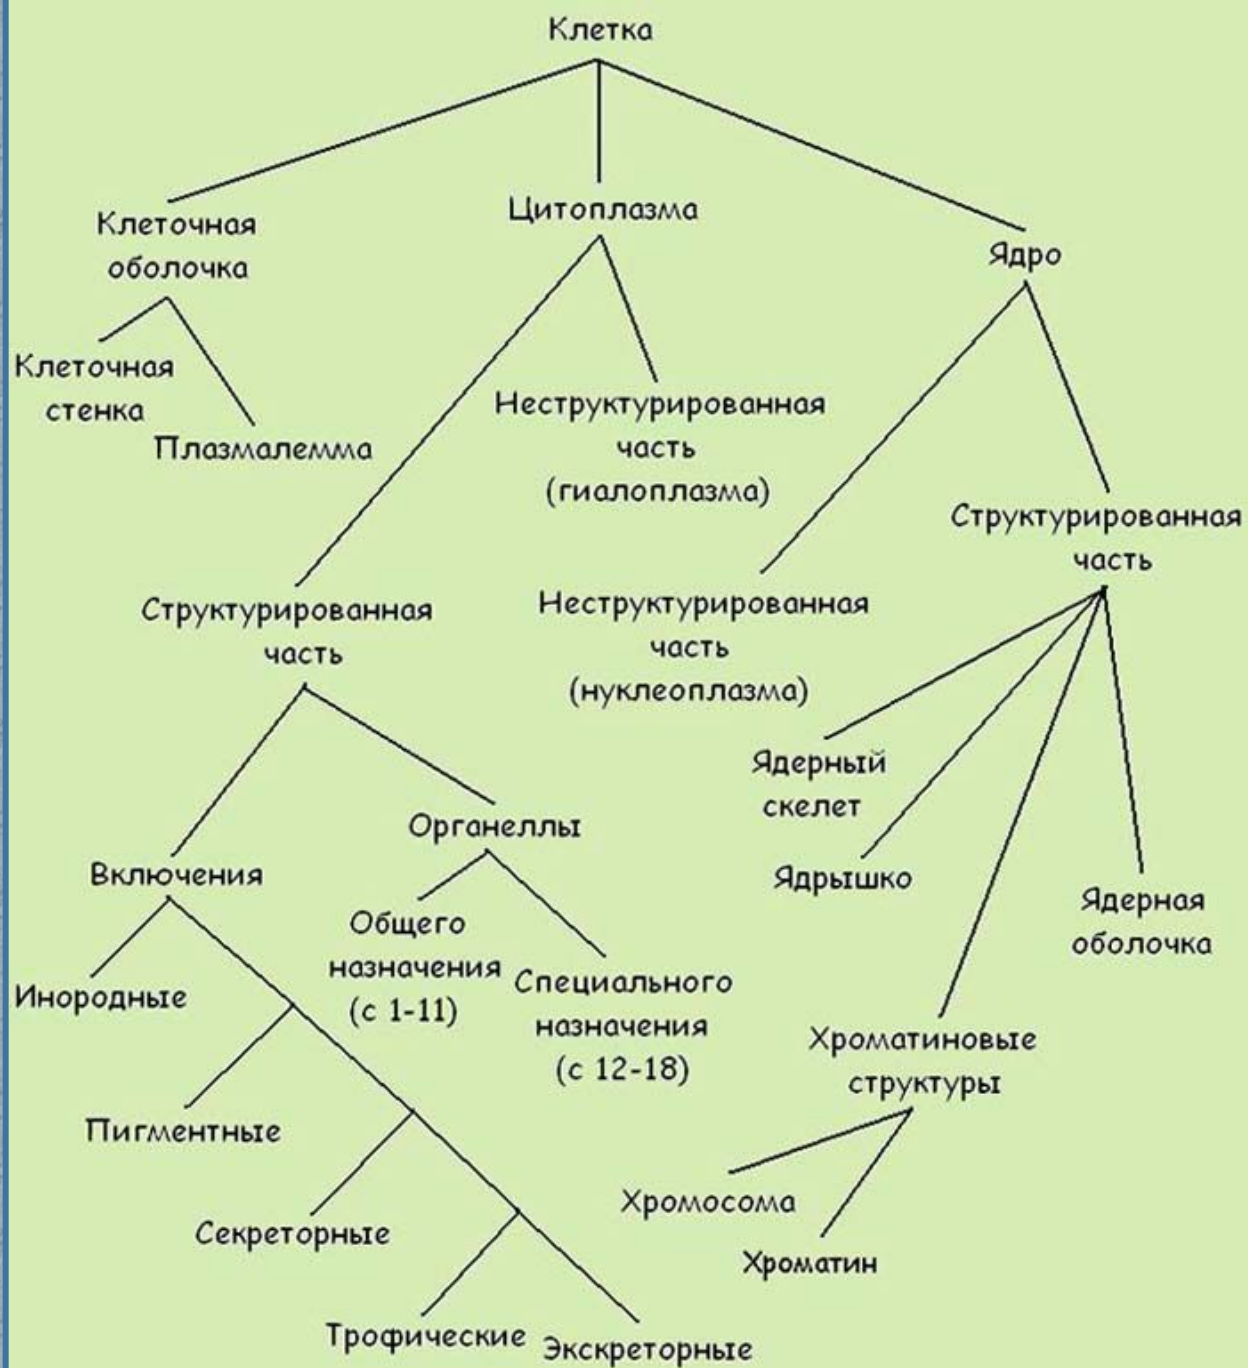 Клетка
Клеточная
оболочка
Цитоплазма
Ядро
Клеточная
стенка
Плазмалемма
Неструктурированная
часть
(гиалоплазма)
Структурированная
часть
Структурированная
часть
Неструктурированная
часть
(нуклеоплазма)
Ядерный
скелет
Ядрышко
Ядерная
оболочка
Органеллы
Включения
Общего
назначения
(с 1-11)
Специального
назначения
(с 12-18)
Инородные
Хроматиновые
структуры
Пигментные
Секреторные
Хромосома
Хроматин
Трофические
Экскреторные